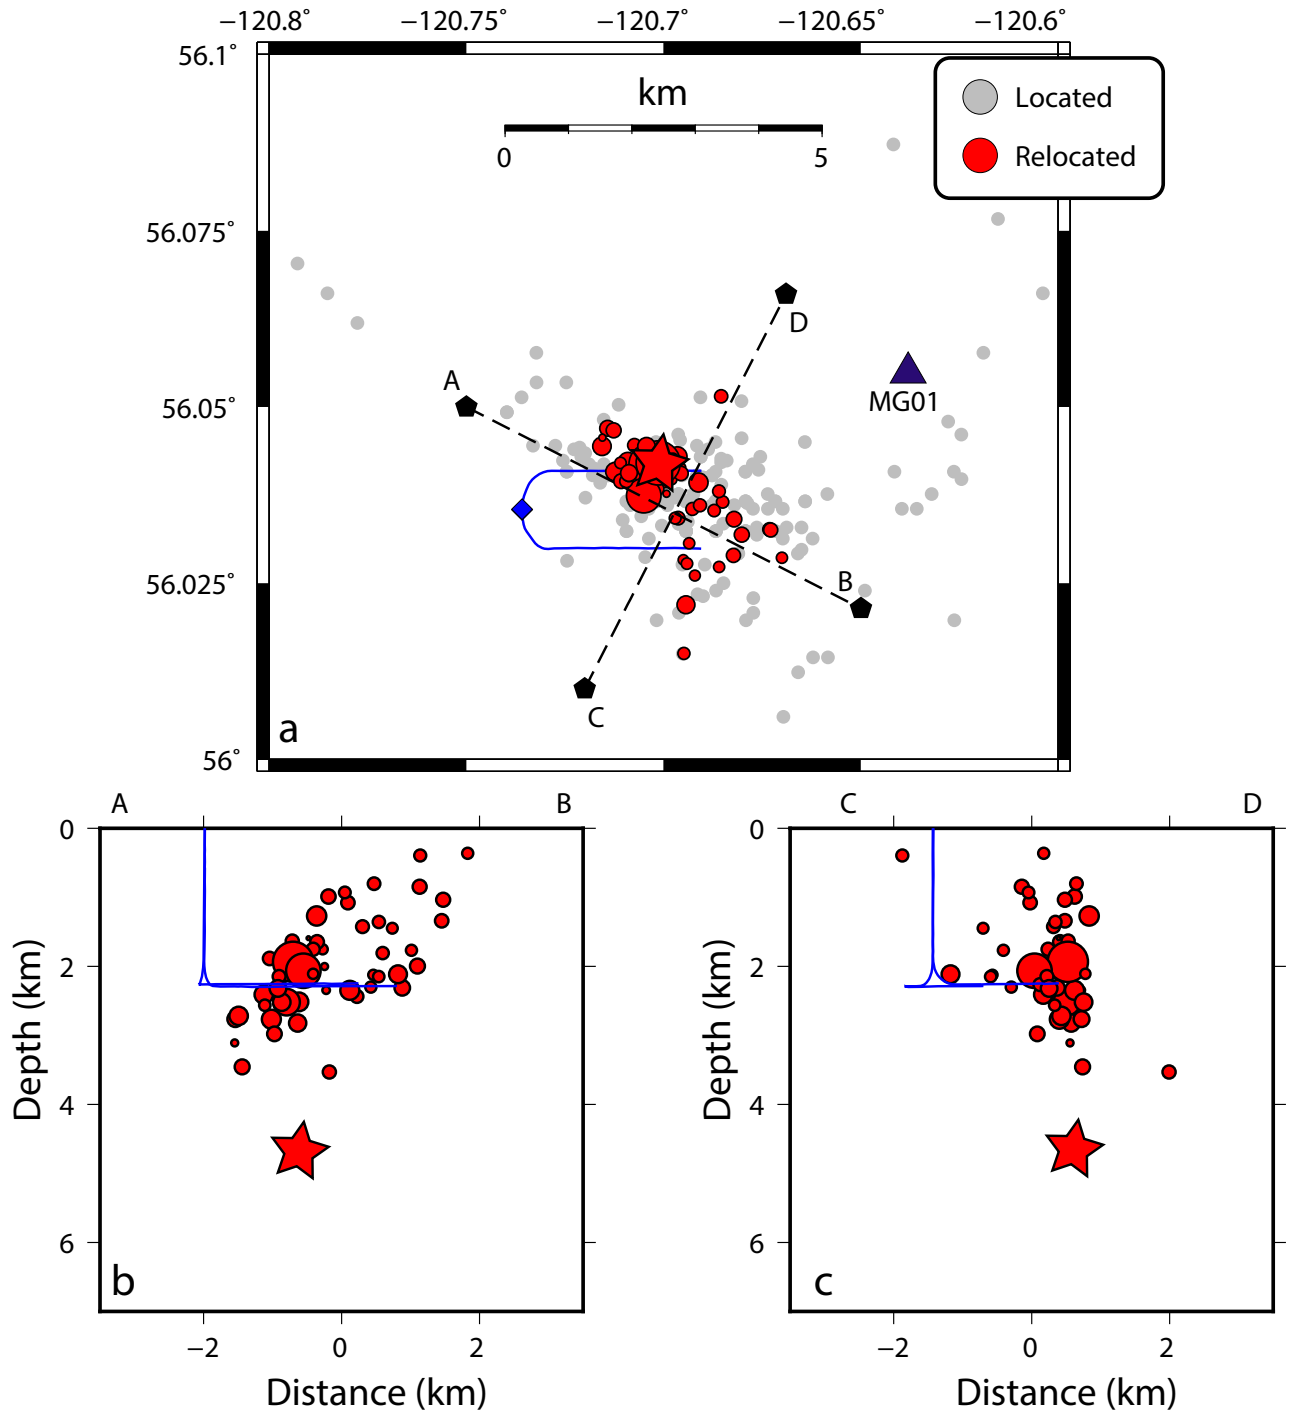 −120.8° −120.75° −120.7° −120.65° −120.6°
56.1°
56.075°
56.05°
56.025°
56°
km
0 5
Located
Relocated
A
D
MG01
B
C
a
A B
0
2
4
6
Depth (km)
b
−2 0 2
Distance (km)
C D
0
2
4
6
Depth (km)
c
−2 0 2
Distance (km)